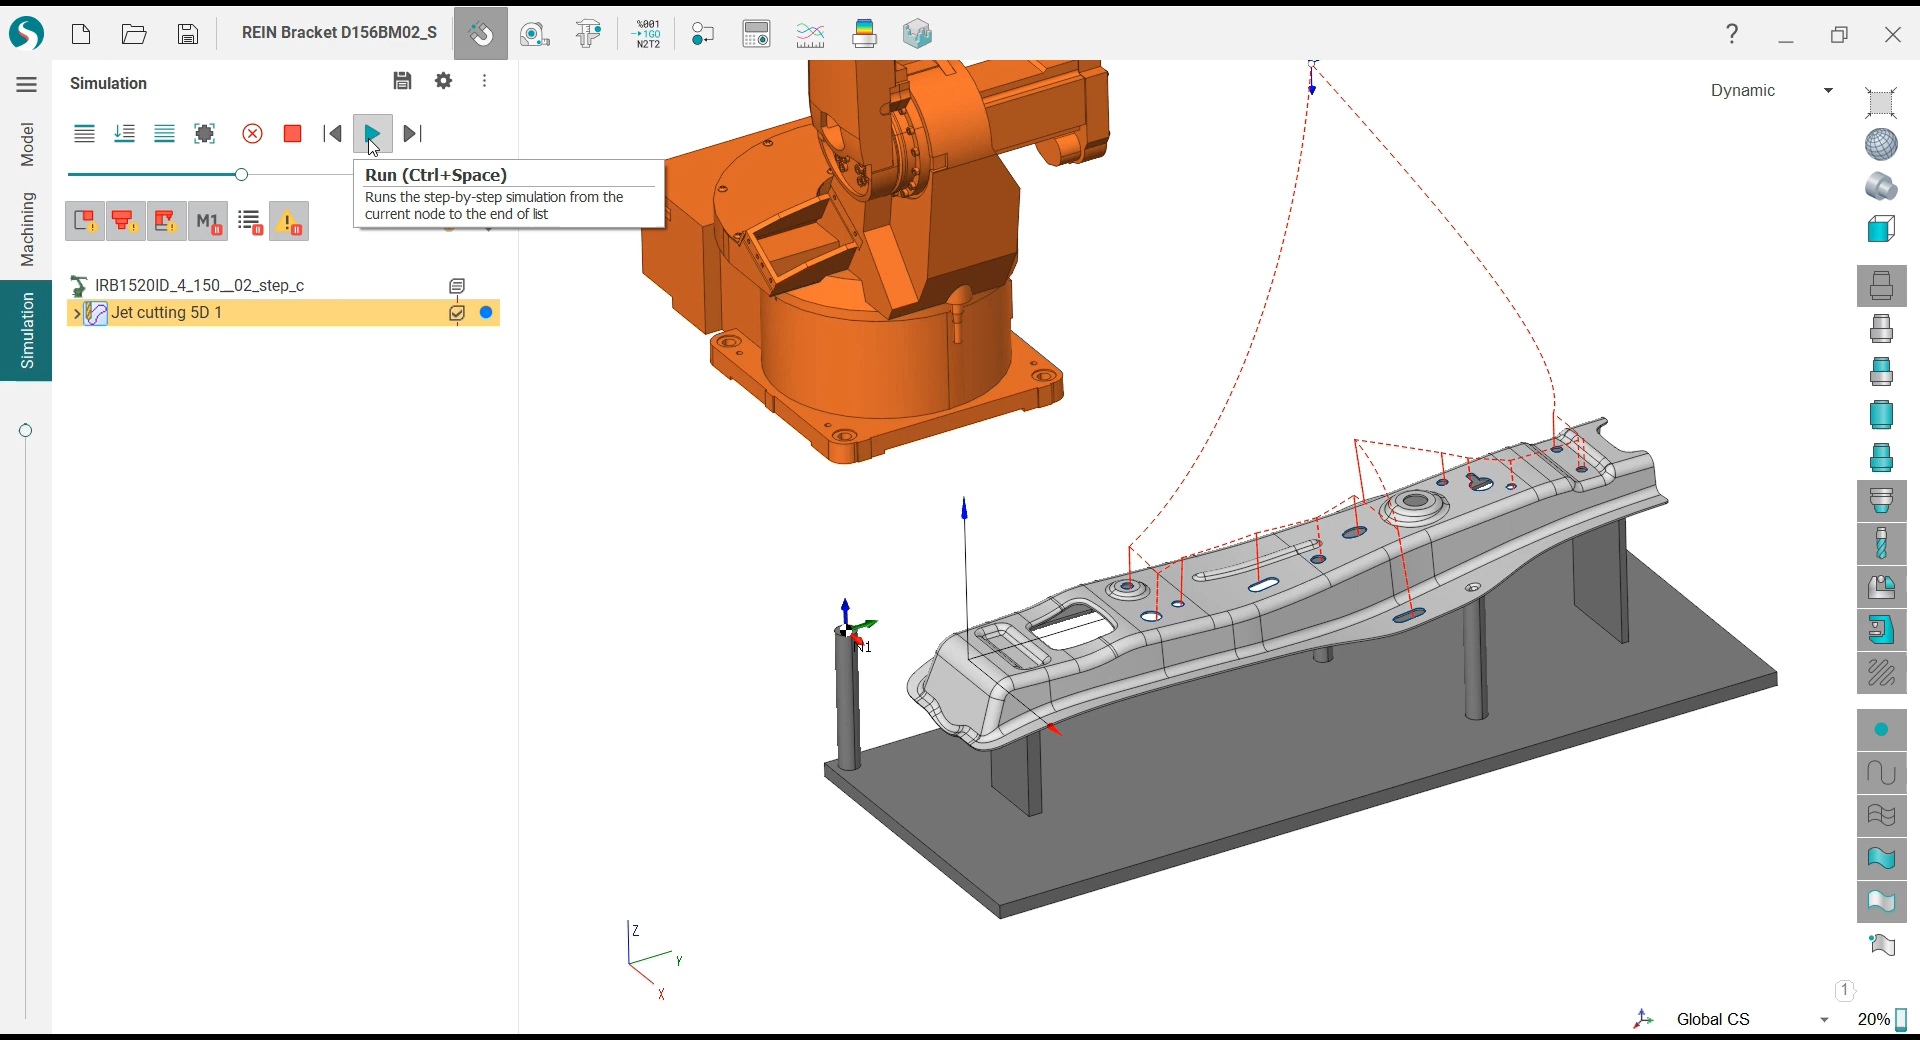 REIN Bracket D156BM02_S
%001
→1G0
N2T2
?
Simulation
Dynamic
Model
Machining
Simulation
Run (Ctrl+Space)
Runs the step-by-step simulation from the
current node to the end of list
M1
IRB1520ID_4_150__02_step_c
Jet cutting 5D 1
N1
Z
Y
X
1
Global CS
20%